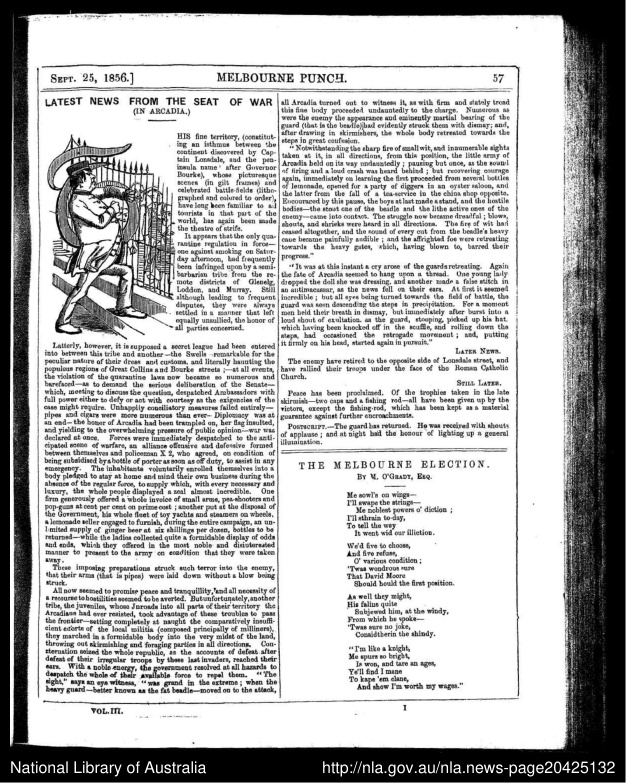 SEPT. 25, 1856.] MELBOURNE PUNCH. 57
LATEST NEWS FROM THE SEAT OF WAR
(IN ARCADIA.)
HIS fine territory, (constitut-
ing an isthmus between the
continent discovered by Cap-
tain Lonsdale, and the pen-
insula name after Governor
Bourke), whose picturesque
scenes (in gilt frames) and
celebrated battle-fields (litho-
graphed and colored to order),
have long been familiar to all
tourists in that part of the
world, has again been made
the theatre of strife.
It appears that the only qua-
rantine regulation in force—
one against smoking on Satur-
day afternoon, had frequently
been infringed upon by a semi-
barbarian tribe from the re-
mote districts of Glenelg,
Loddon, and Murray. Still
although leading to frequent
disputes, they were always
settled in a manner that left
equally unsullied, the honor of
all parties concerned.
Latterly, however, it is supposed a secret league had been entered
into between this tribe and another—the Swells—remarkable for the
peculiar nature of their dress and customs, and literally haunting the
populous regions of Great Collins and Bourke streets;—at all events,
the violation of the quarantine laws now became so numerous and
barefaced—as to demand the serious deliberation of the Senate—
which, meeting to discuss the question, despatched Ambassadors with
full power either to defy or act with courtesy as the exigencies of the
case might require. Unhappily conciliatory measures failed entirely—
pipes and cigars were more numerous than ever—Diplomacy was at
an end—the honor of Arcadia had been trampled on, her flag insulted,
and yielding to the overwhelming pressure of public opinion—war was
declared at once. Forces were immediately despatched to the anti-
cipated scene of warfare, an alliance offensive and defensive formed
between themselves and policeman X 2, who agreed, on condition of
being subsidised by a bottle of porter as soon as off duty, to assist in any
emergency. The inhabitants voluntarily enrolled themselves into a
body pledged to stay at home and mind their own business during the
absence of the regular force, to supply which, with every necessary and
luxury, the whole people displayed a zeal almost incredible. One
firm generously offered a whole invoice of small arms, pea-shooters and
pop-guns at cent per cent on prime cost; another put at the disposal of
the Government, his whole fleet of toy yachts and steamers on wheels,
a lemonade seller engaged to furnish, during the entire campaign, an un-
limited supply of ginger beer at six shillings per dozen, bottles to be
returned—while the ladies collected quite a formidable display of odds
and ends, which they offered in the most noble and disinterested
manner to present to the army on condition that they were taken
away.
These imposing preparations struck such terror into the enemy,
that their arms (that is pipes) were laid down without a blow being
struck.
All now seemed to promise peace and tranquillity, and all necessity of
a recourse to hostilities seemed to be averted. But unfortunately, another
tribe, the juveniles, whose inroads into all parts of their territory the
Arcadians had ever resisted, took advantage of these troubles to pass
the frontier—setting completely at naught the comparatively insuffi-
cient efforts of the local militia (composed principally of milliners),
they marched in a formidable body into the very midst of the land,
throwing out skirmishing and foraging parties in all directions. Con-
sternation seized the whole republic, as the accounts of defeat after
defeat of their irregular troops by these last invaders, reached their
ears. With a noble energy, the government resolved at all hazards to
despatch the whole of their available force to repel them. "The
sight," says an eye witness, "was grand in the extreme; when the
heavy guard—better known as the fat beadle—moved on to the attack,
all Arcadia turned out to witness it, as with firm and stately tread
this fine body proceeded undauntedly to the charge. Numerous as
were the enemy the appearance and eminently martial bearing of the
guard (that is the beadle) had evidently struck them with dismay; and,
after drawing in skirmishers, the whole body retreated towards the
steps in great confusion.
"Notwithstanding the sharp fire of small wit, and innumerable sights
taken at it, in all directions, from this position, the little army of
Arcadia held on its way undauntedly; pausing but once, as the sound
of firing and a loud crash was heard behind; but recovering courage
again, immediately on learning the first proceeded from several bottles
of lemonade, opened for a party of diggers in an oyster saloon, and
the latter from the fall of a tea-service in the china shop opposite.
Encouraged by this pause, the boys at last made a stand, and the hostile
bodies—the stout one of the beadle and the lithe active ones of the
enemy—came into contact. The struggle now became dreadful; blows,
shouts, and shrieks were heard in all directions. The fire of wit had
ceased altogether, and the sound of every cut from the beadle's heavy
cane became painfully audible; and the affrighted foe were retreating
towards the heavy gates, which, having blown to, barred their
progress."
"It was at this instant a cry arose of the guards retreating. Again
the fate of Arcadia seemed to hang upon a thread. One young lady
dropped the doll she was dressing, and another made a false stitch in
an antimacassar, as the news fell on their ears. At first it seemed
incredible; but all eyes being turned towards the field of battle, the
guard was seen descending the steps in precipitation. For a moment
men held their breath in dismay, but immediately after burst into a
loud shout of exultation, as the guard, stooping, picked up his hat,
which having been knocked off in the scuffle, and rolling down the
steps, had occasioned the retrograde movement; and, putting
it firmly on his head, started again in pursuit."
LATER NEWS.
The enemy have retired to the opposite side of Lonsdale street, and
have rallied their troops under the face of the Roman Catholic
Church.
STILL LATER.
Peace has been proclaimed. Of the trophies taken in the late
skirmish—two caps and a fishing rod—all have been given up by the
victors, except the fishing-rod, which has been kept as a material
guarantee against further encroachments.
POSTSCRIPT.—The guard has returned. He was received with shouts
of applause; and at night had the honour of lighting up a general
illumination.
THE MELBOURNE ELECTION.
BY M. O'GRADY, ESQ.
Me sowl's on wings—
I'll swape the strings—
Me noblest powers o' diction;
I'll sthrain to-day,
To tell the way
It went wid our illiction.
We'd five to choose,
And five refuse,
O' various condition;
'Twas wondrous sure
That David Moore
Should hould the first position.
As well they might,
His failins quite
Subjewed him, at the windy,
From which he spoke—
'Twas sure no joke,
Considtherin the shindy.
"I'm like a knight,
Me spurs so bright,
Is won, and tare an ages,
Ye'll find I mane
To kape 'em clane,
And show I'm worth my wages."
VOL. III. I
National Library of Australia http://nla.gov.au/nla.news-page20425132